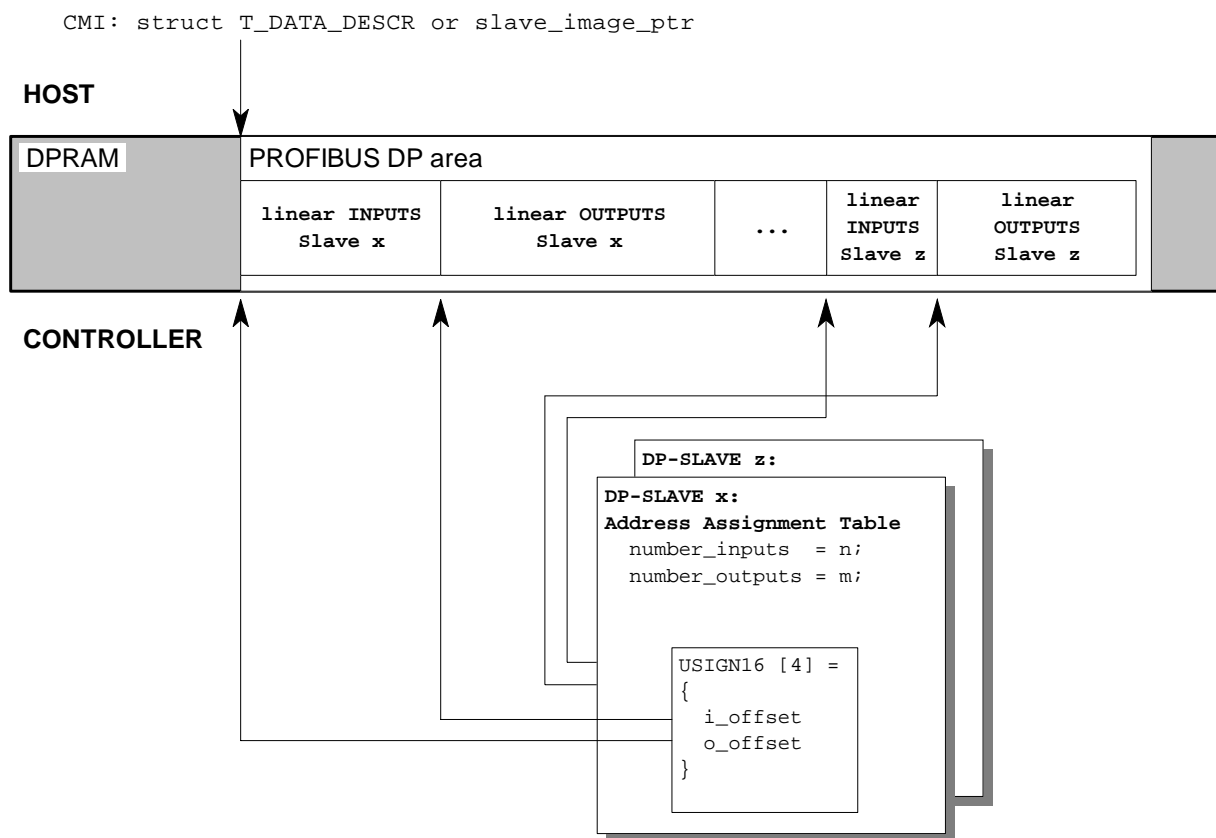 CMI: struct T_DATA_DESCR or slave_image_ptr
HOST
DPRAM
PROFIBUS DP area
linear INPUTS
Slave x
linear OUTPUTS
Slave x
...
linear
INPUTS
Slave z
linear
OUTPUTS
Slave z
CONTROLLER
DP-SLAVE z:
DP-SLAVE x:
Address Assignment Table
number_inputs = n;
number_outputs = m;
USIGN16 [4] =
{
i_offset
o_offset
}